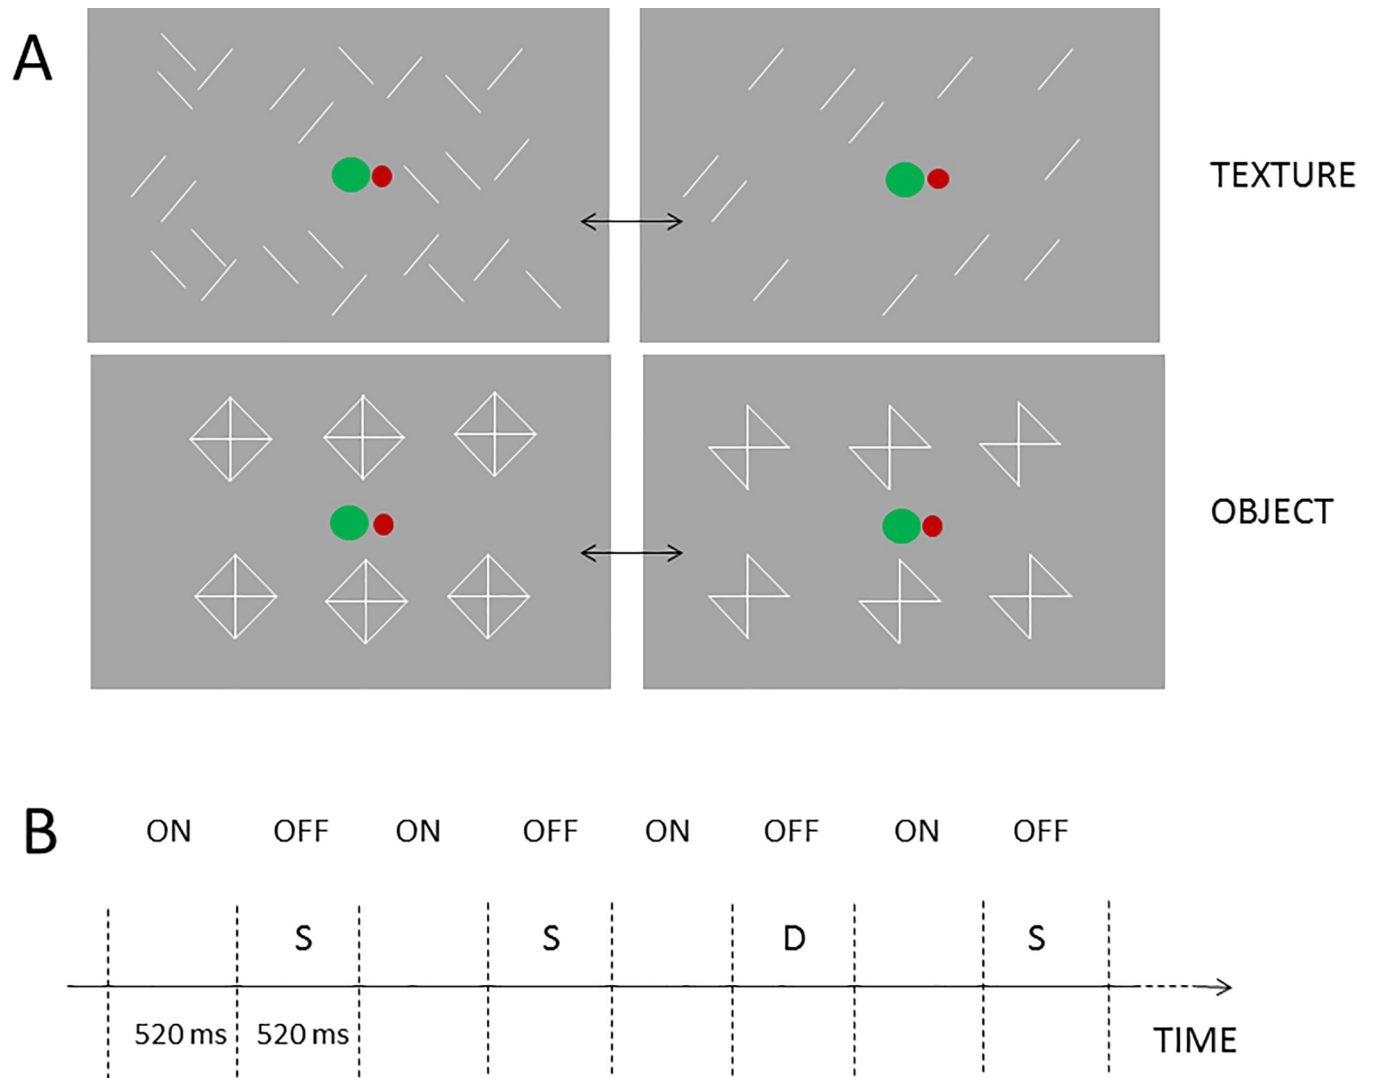 A
TEXTURE
OBJECT
B
ON OFF ON OFF ON OFF ON OFF
S S D S
520 ms 520 ms
TIME